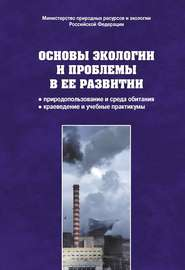 Министерство природных ресурсов и экологии
Российской Федерации
ОСНОВЫ ЭКОЛОГИИ
И ПРОБЛЕМЫ
В ЕЕ РАЗВИТИИ
• природопользование и среда обитания
• краеведение и учебные практикумы